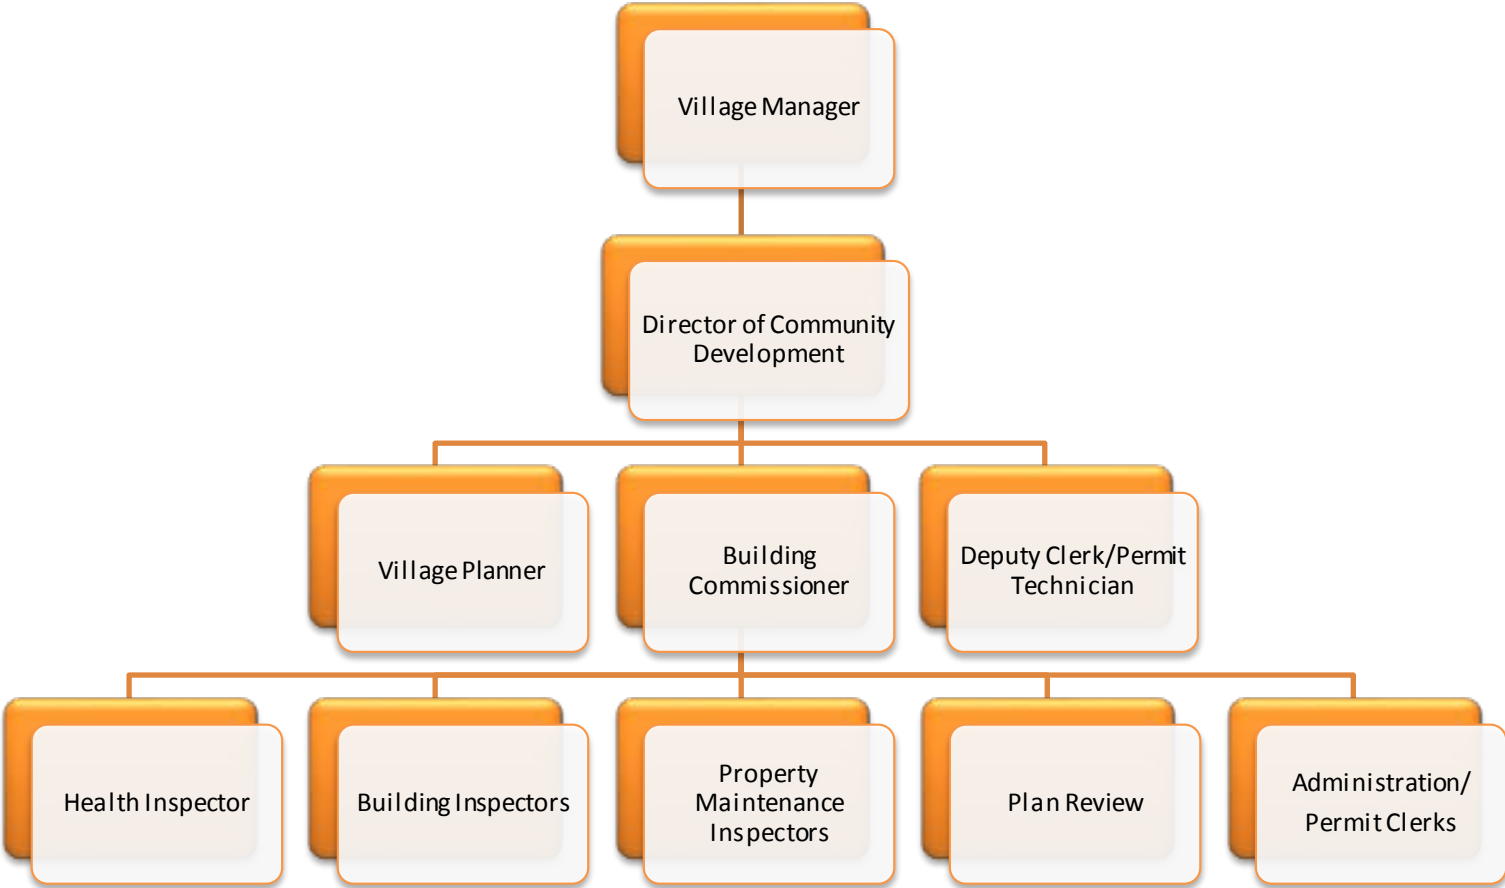 Village Manager
Director of Community
Development
Village Planner
Building
Commissioner
Deputy Clerk/Permit
Technician
Health Inspector
Building Inspectors
Property
Maintenance
Inspectors
Plan Review
Administration/
Permit Clerks